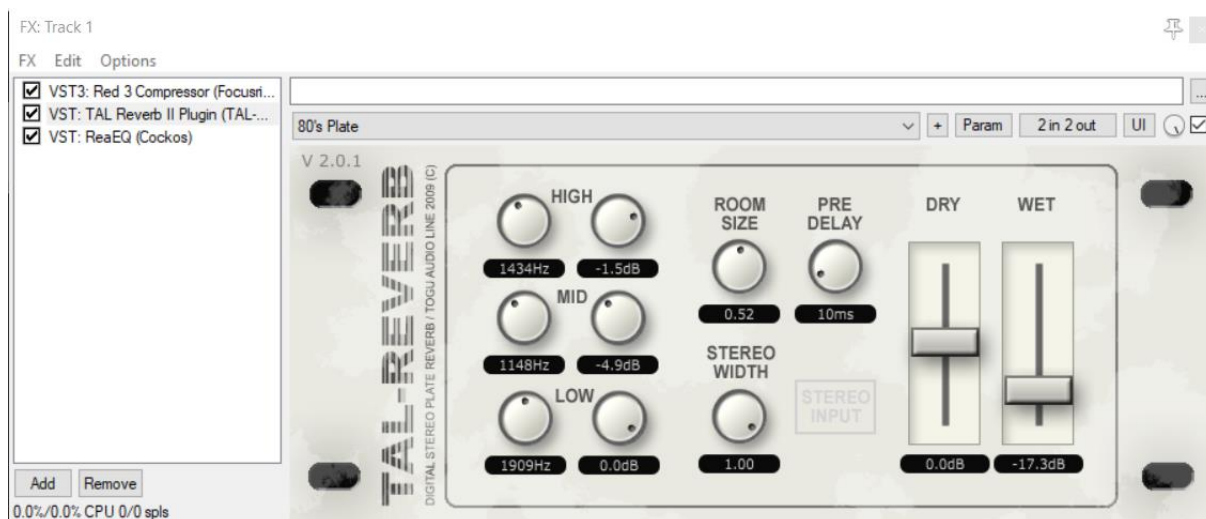 FX: Track 1
FX Edit Options
VST3: Red 3 Compressor (Focusri...
VST: TAL Reverb II Plugin (TAL-...
VST: ReaEQ (Cockos)
Add Remove
0.0%/0.0% CPU 0/0 spls
...
80's Plate
+ Param 2 in 2 out UI
V 2.0.1
TAL-REVERB
DIGITAL STEREO PLATE REVERB / TOGU AUDIO LINE 2009 (C)
HIGH
1434Hz -1.5dB
MID
1148Hz -4.9dB
LOW
1909Hz 0.0dB
ROOM
SIZE
0.52
PRE
DELAY
10ms
STEREO
WIDTH
1.00
STEREO
INPUT
DRY
0.0dB
WET
-17.3dB